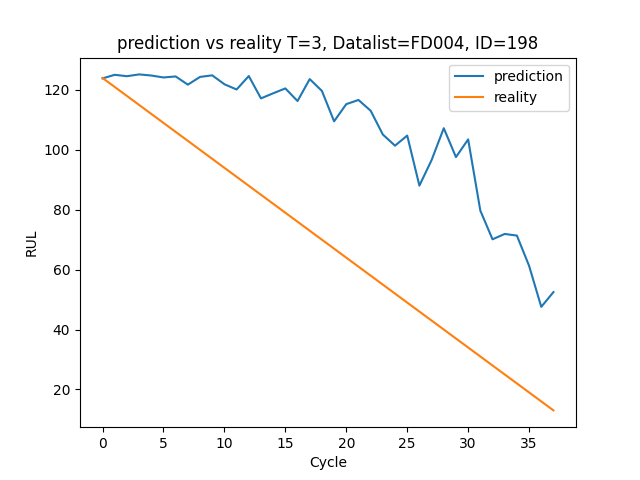 prediction vs reality T=3, Datalist=FD004, ID=198
prediction
reality
120
100
80
60
40
20
RUL
0 5 10 15 20 25 30 35
Cycle